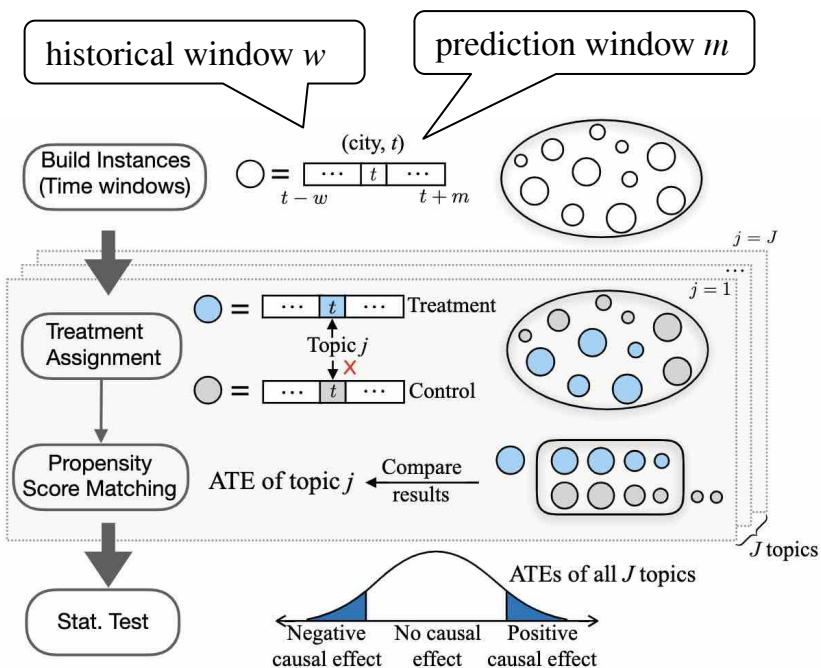 historical window w
prediction window m
Build Instances
(Time windows)
=
(city, t)
··· t ···
t − w
t + m
j = J
···
j = 1
Treatment
Assignment
=
··· t ···
Treatment
Topic j
X
=
··· t ···
Control
Propensity
Score Matching
ATE of topic j
Compare
results
J topics
Stat. Test
ATEs of all J topics
Negative
causal effect
No causal
effect
Positive
causal effect